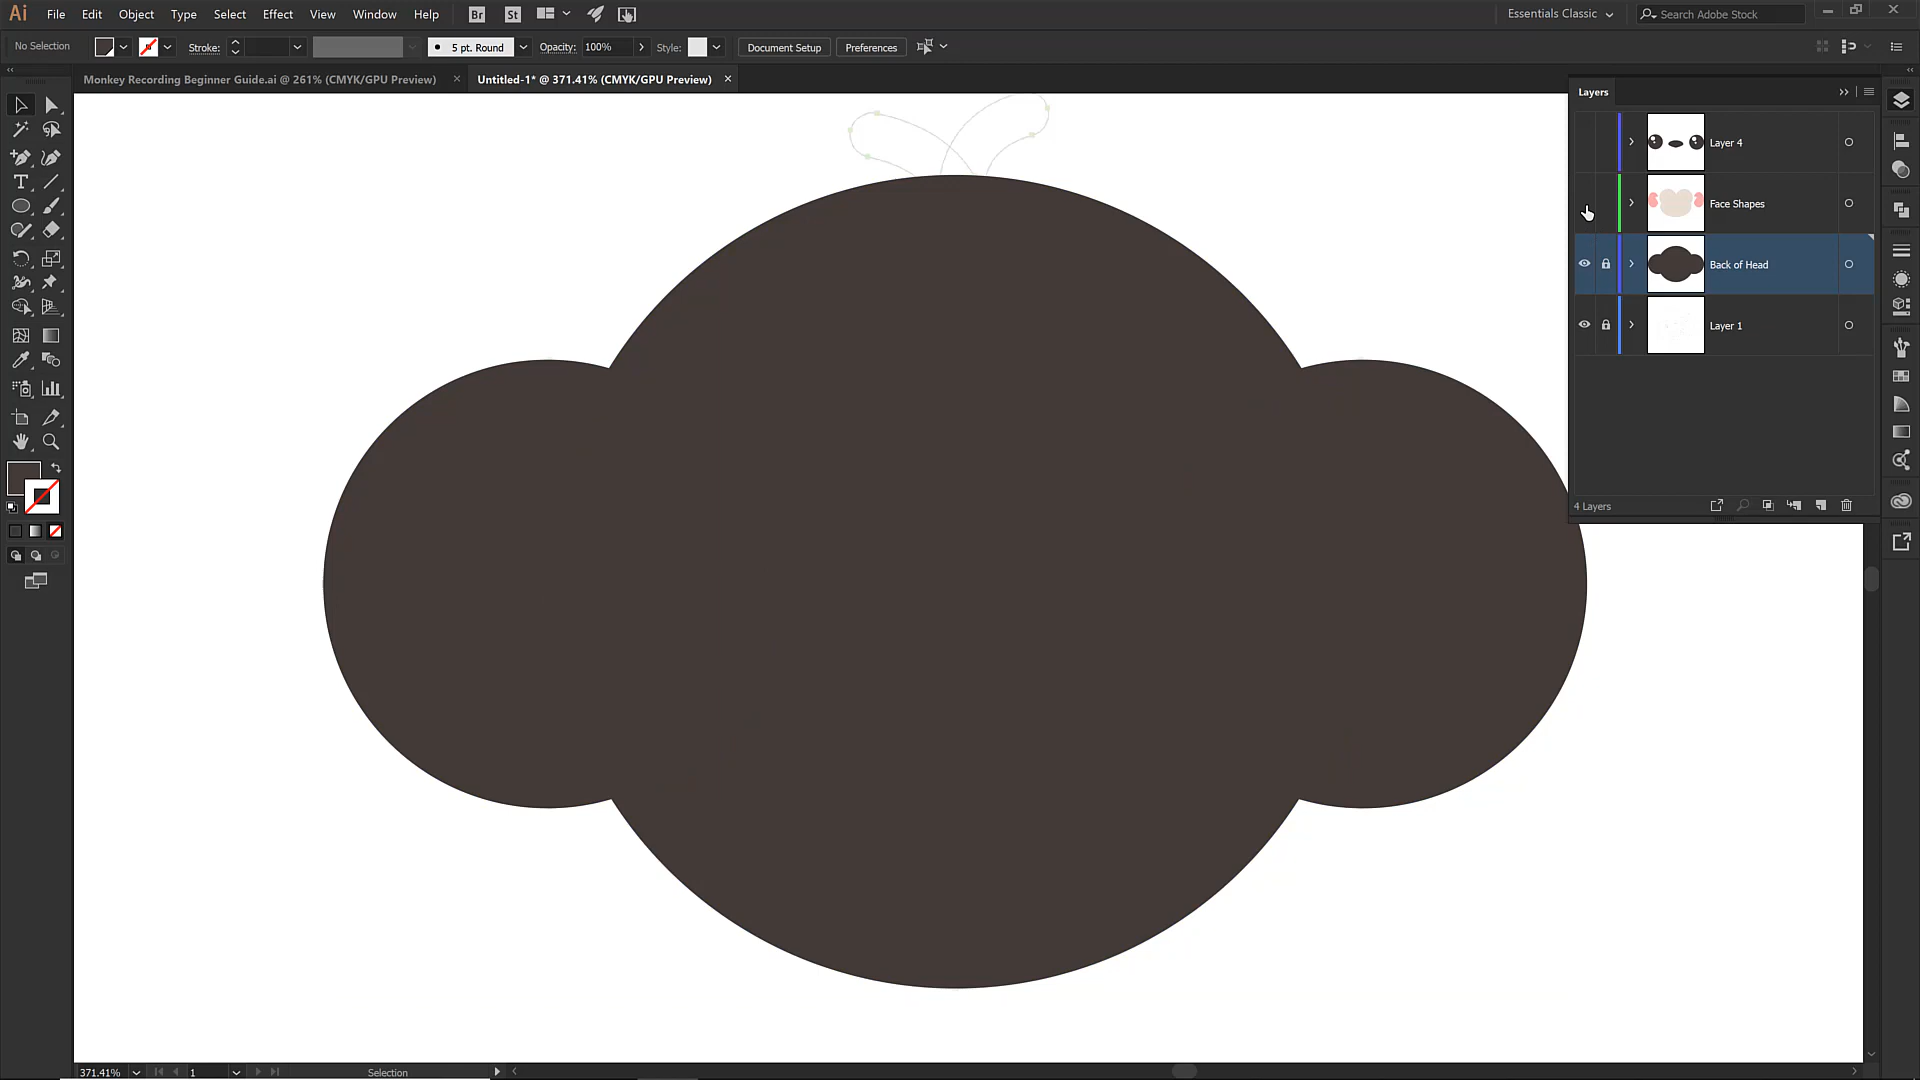 Ai File Edit Object Type Select Effect View Window Help Br St Essentials Classic Search Adobe Stock
No Selection Stroke: 5 pt. Round Opacity: 100% Style: Document Setup Preferences
Monkey Recording Beginner Guide.ai @ 261% (CMYK/GPU Preview) × Untitled-1* @ 371.41% (CMYK/GPU Preview) ×
Layers
Layer 4
Face Shapes
Back of Head
Layer 1
4 Layers
371.41% 1 Selection